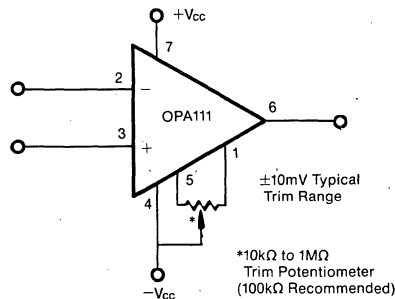 +Vcc
7
2
−
OPA111
6
3
+
1
5
4
±10mV Typical
Trim Range
*
*10kΩ to 1MΩ
Trim Potentiometer
(100kΩ Recommended)
−Vcc